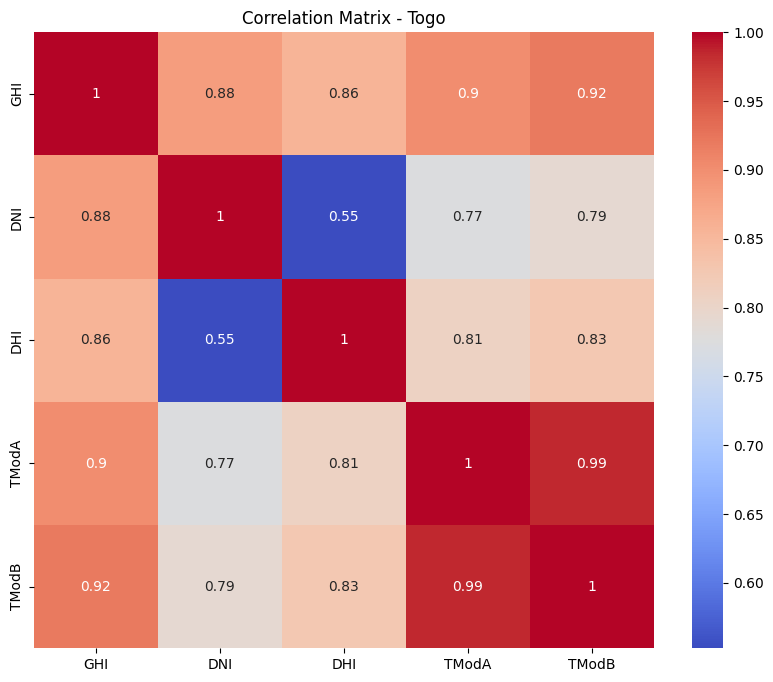 Correlation Matrix - Togo
GHI 1 0.88 0.86 0.9 0.92
DNI 0.88 1 0.55 0.77 0.79
DHI 0.86 0.55 1 0.81 0.83
TModA 0.9 0.77 0.81 1 0.99
TModB 0.92 0.79 0.83 0.99 1
GHI DNI DHI TModA TModB
1.00
0.95
0.90
0.85
0.80
0.75
0.70
0.65
0.60